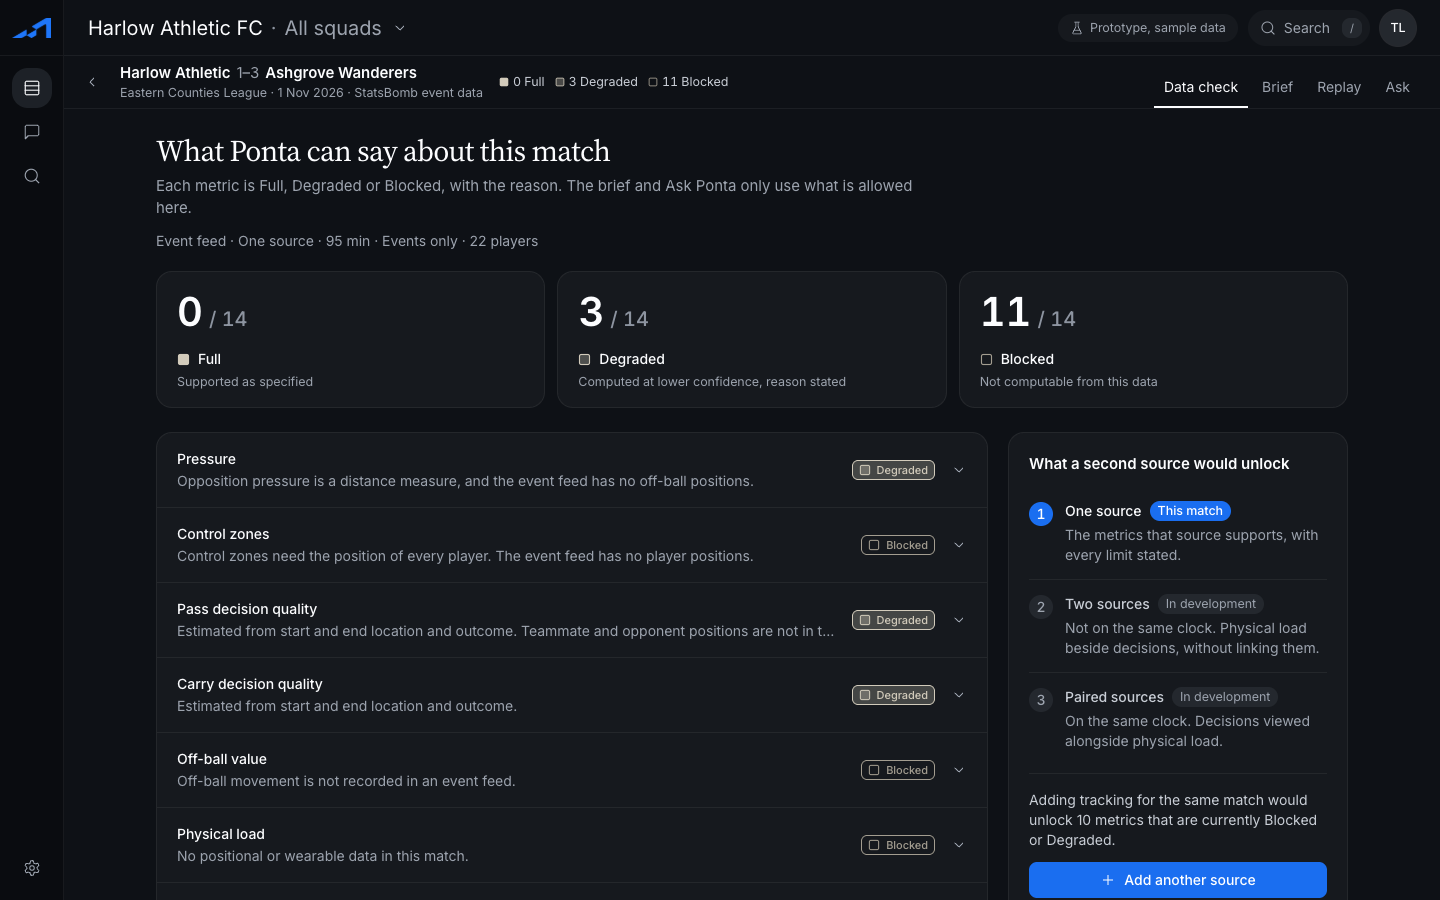 Harlow Athletic FC · All squads
Prototype, sample data
Search /
TL
Harlow Athletic 1–3 Ashgrove Wanderers
Eastern Counties League · 1 Nov 2026 · StatsBomb event data
0 Full 3 Degraded 11 Blocked
Data check Brief Replay Ask
What Ponta can say about this match
Each metric is Full, Degraded or Blocked, with the reason. The brief and Ask Ponta only use what is allowed
here.
Event feed · One source · 95 min · Events only · 22 players
0 / 14
Full
Supported as specified
3 / 14
Degraded
Computed at lower confidence, reason stated
11 / 14
Blocked
Not computable from this data
Pressure
Opposition pressure is a distance measure, and the event feed has no off-ball positions.
Degraded
Control zones
Control zones need the position of every player. The event feed has no player positions.
Blocked
Pass decision quality
Estimated from start and end location and outcome. Teammate and opponent positions are not in t...
Degraded
Carry decision quality
Estimated from start and end location and outcome.
Degraded
Off-ball value
Off-ball movement is not recorded in an event feed.
Blocked
Physical load
No positional or wearable data in this match.
Blocked
What a second source would unlock
1 One source This match
The metrics that source supports, with
every limit stated.
2 Two sources In development
Not on the same clock. Physical load
beside decisions, without linking them.
3 Paired sources In development
On the same clock. Decisions viewed
alongside physical load.
Adding tracking for the same match would
unlock 10 metrics that are currently Blocked
or Degraded.
+ Add another source